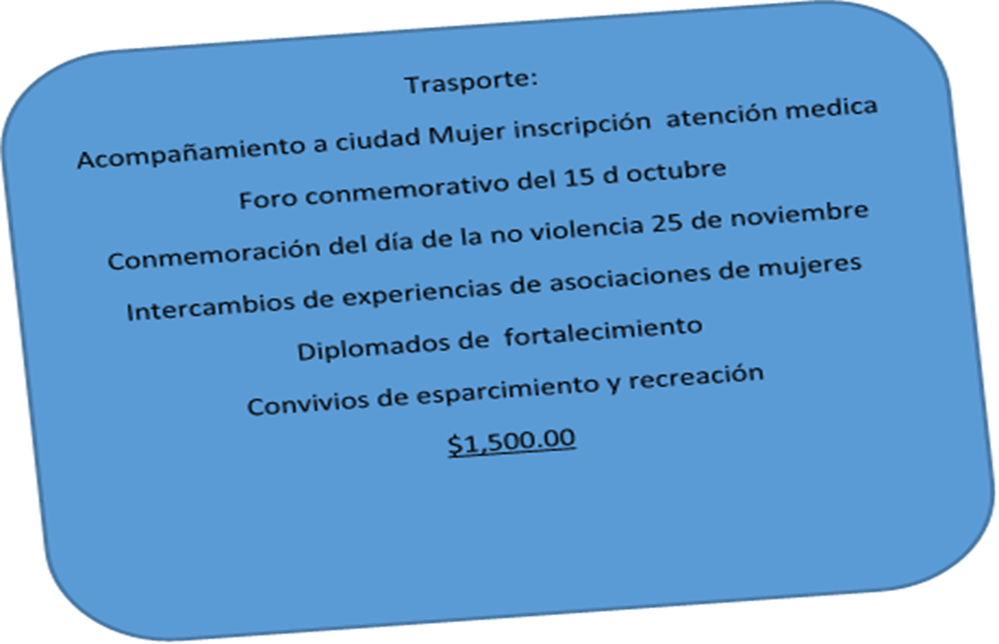 Trasporte:
Acompañamiento a ciudad Mujer inscripción  atención medica
Foro conmemorativo del 15 d octubre
Conmemoración del día de la no violencia 25 de noviembre
Intercambios de experiencias de asociaciones de mujeres
Diplomados de  fortalecimiento
Convivios de esparcimiento y recreación
$1,500.00